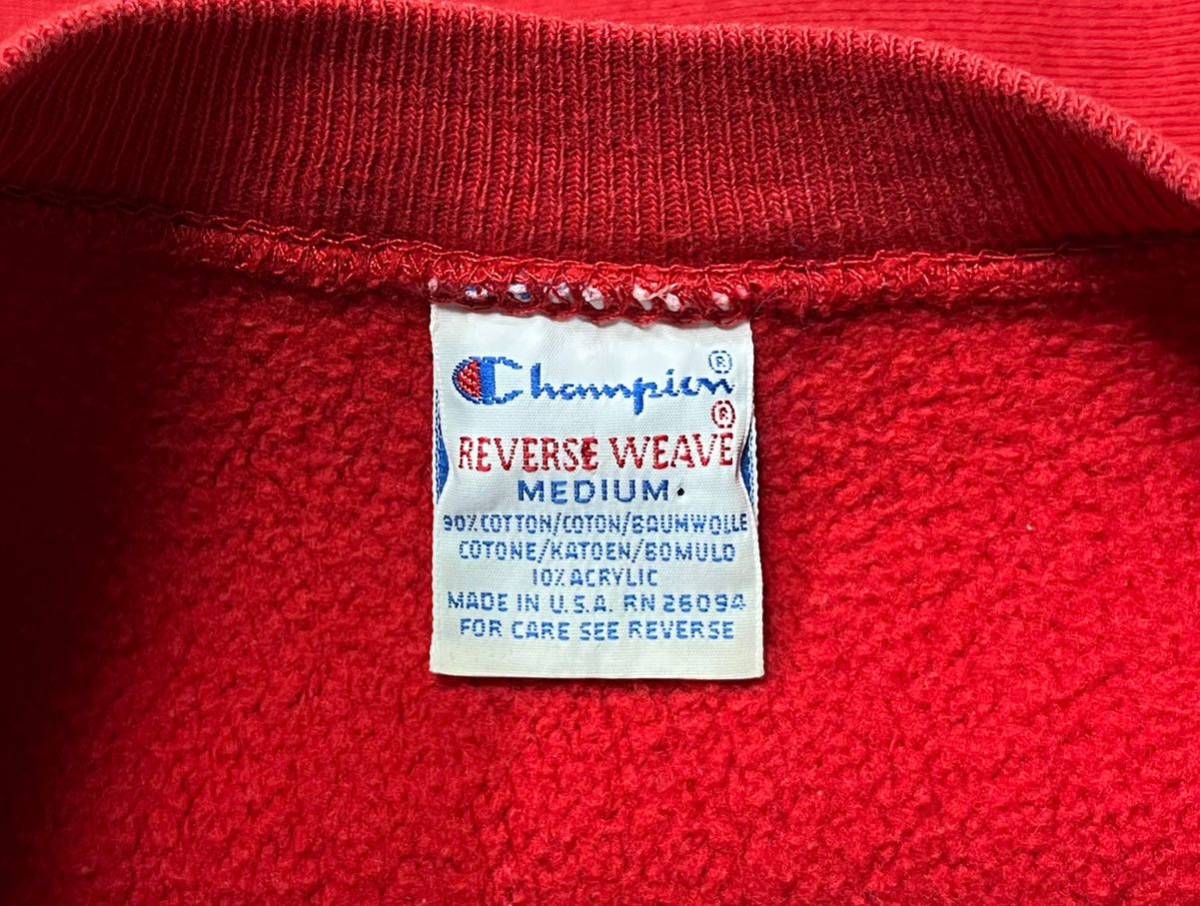 Champion®
REVERSE WEAVE®
MEDIUM
90% COTTON/COTON/BAUMWOLLE
COTONE/KATOEN/BOMULD
10% ACRYLIC
MADE IN U.S.A. RN 26094
FOR CARE SEE REVERSE